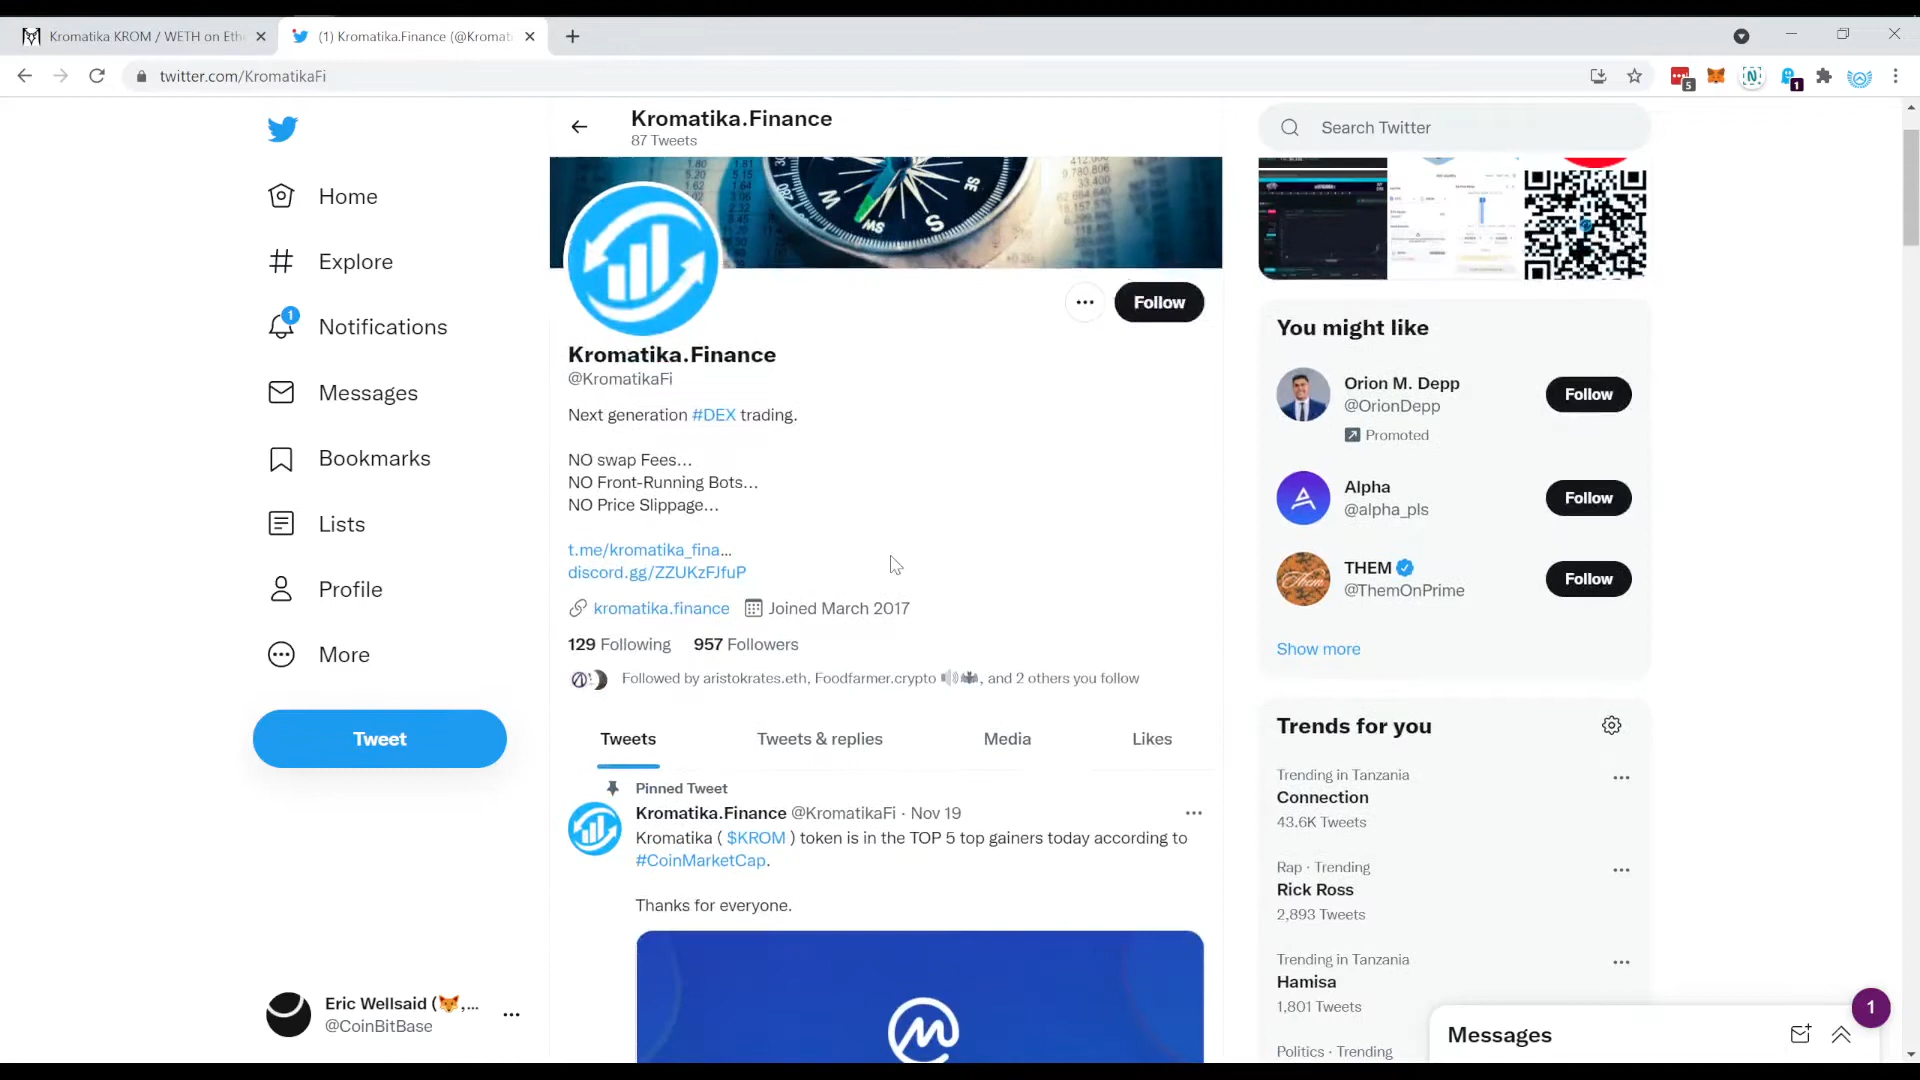 Kromatika KROM / WETH on Eth
(1) Kromatika.Finance (@Kromat
twitter.com/KromatikaFi
5
1
Home
Explore
1
Notifications
Messages
Bookmarks
Lists
Profile
More
Tweet
Eric Wellsaid (🦊,...
@CoinBitBase
Kromatika.Finance
87 Tweets
Follow
Kromatika.Finance
@KromatikaFi
Next generation #DEX trading.
NO swap Fees...
NO Front-Running Bots...
NO Price Slippage...
t.me/kromatika_fina...
discord.gg/ZZUKzFJfuP
kromatika.finance Joined March 2017
129 Following 957 Followers
Followed by aristokrates.eth, Foodfarmer.crypto 🔊🦇, and 2 others you follow
Tweets Tweets & replies Media Likes
Pinned Tweet
Kromatika.Finance @KromatikaFi · Nov 19
Kromatika ( $KROM ) token is in the TOP 5 top gainers today according to
#CoinMarketCap.
Thanks for everyone.
Search Twitter
You might like
Orion M. Depp
@OrionDepp
Promoted
Follow
Alpha
@alpha_pls
Follow
THEM
@ThemOnPrime
Follow
Show more
Trends for you
Trending in Tanzania
Connection
43.6K Tweets
Rap · Trending
Rick Ross
2,893 Tweets
Trending in Tanzania
Hamisa
1,801 Tweets
Politics · Trending
Messages
1